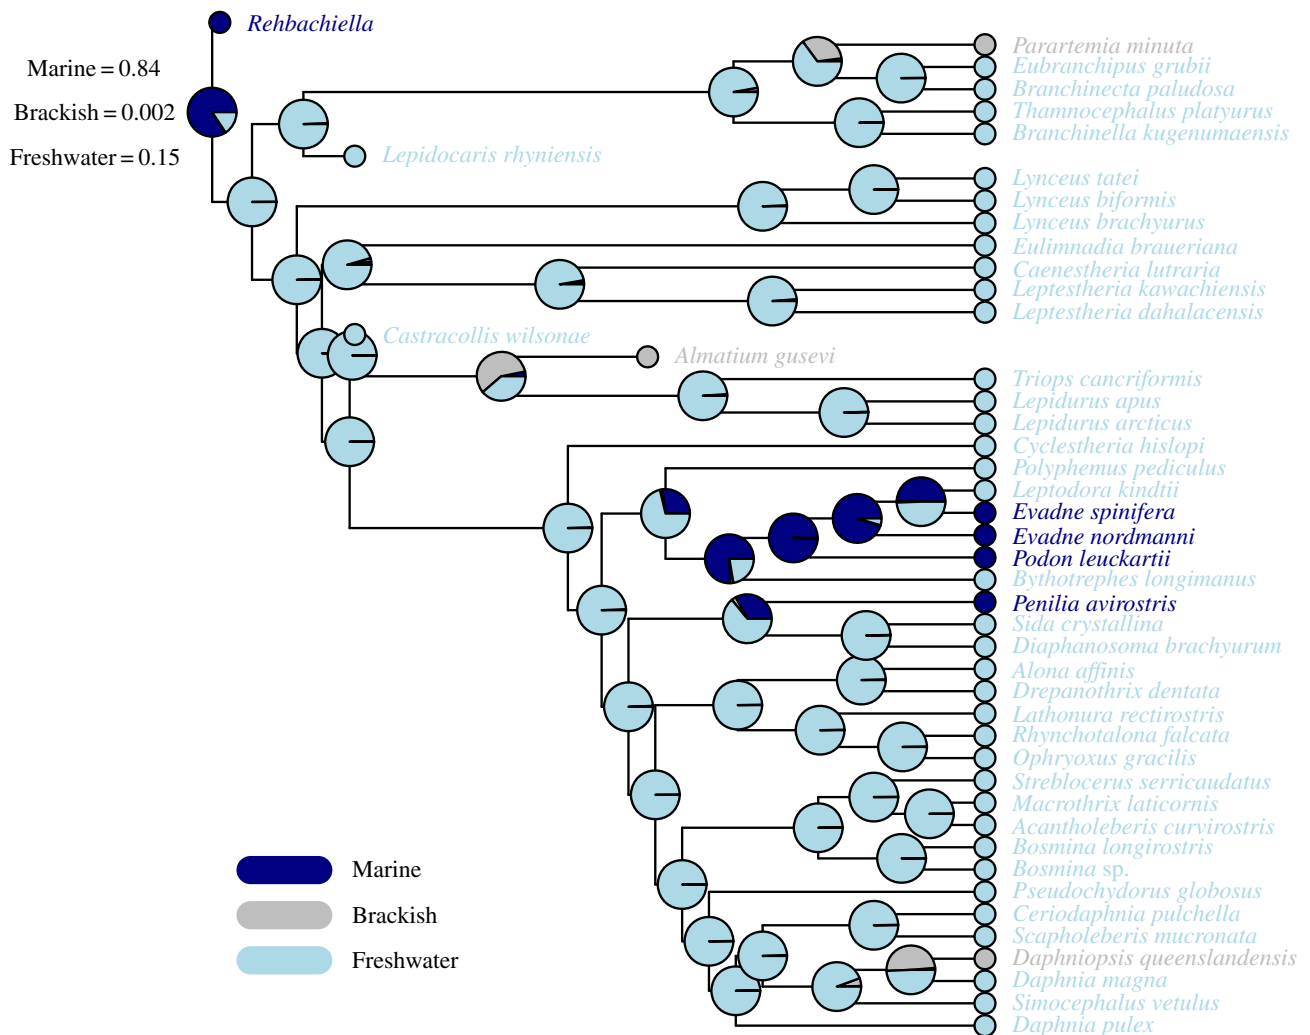 Rehbachiella
Marine = 0.84
Brackish = 0.002
Freshwater = 0.15
Parartemia minuta
Eubranchipus grubii
Branchinecta paludosa
Thamnocephalus platyurus
Branchinella kugenumaensis
Lepidocaris rhyniensis
Lynceus tatei
Lynceus biformis
Lynceus brachyurus
Eulimnadia braueriana
Caenestheria lutraria
Leptestheria kawachiensis
Leptestheria dahalacensis
Castracollis wilsonae
Almatium gusevi
Triops cancriformis
Lepidurus apus
Lepidurus arcticus
Cyclestheria hislopi
Polyphemus pediculus
Leptodora kindtii
Evadne spinifera
Evadne nordmanni
Podon leuckartii
Bythotrephes longimanus
Penilia avirostris
Sida crystallina
Diaphanosoma brachyurum
Alona affinis
Drepanothrix dentata
Lathonura rectirostris
Rhynchotalona falcata
Ophryoxus gracilis
Streblocerus serricaudatus
Macrothrix laticornis
Acantholeberis curvirostris
Bosmina longirostris
Bosmina sp.
Pseudochydorus globosus
Ceriodaphnia pulchella
Scapholeberis mucronata
Daphniopsis queenslandensis
Daphnia magna
Simocephalus vetulus
Daphnia pulex
Marine
Brackish
Freshwater